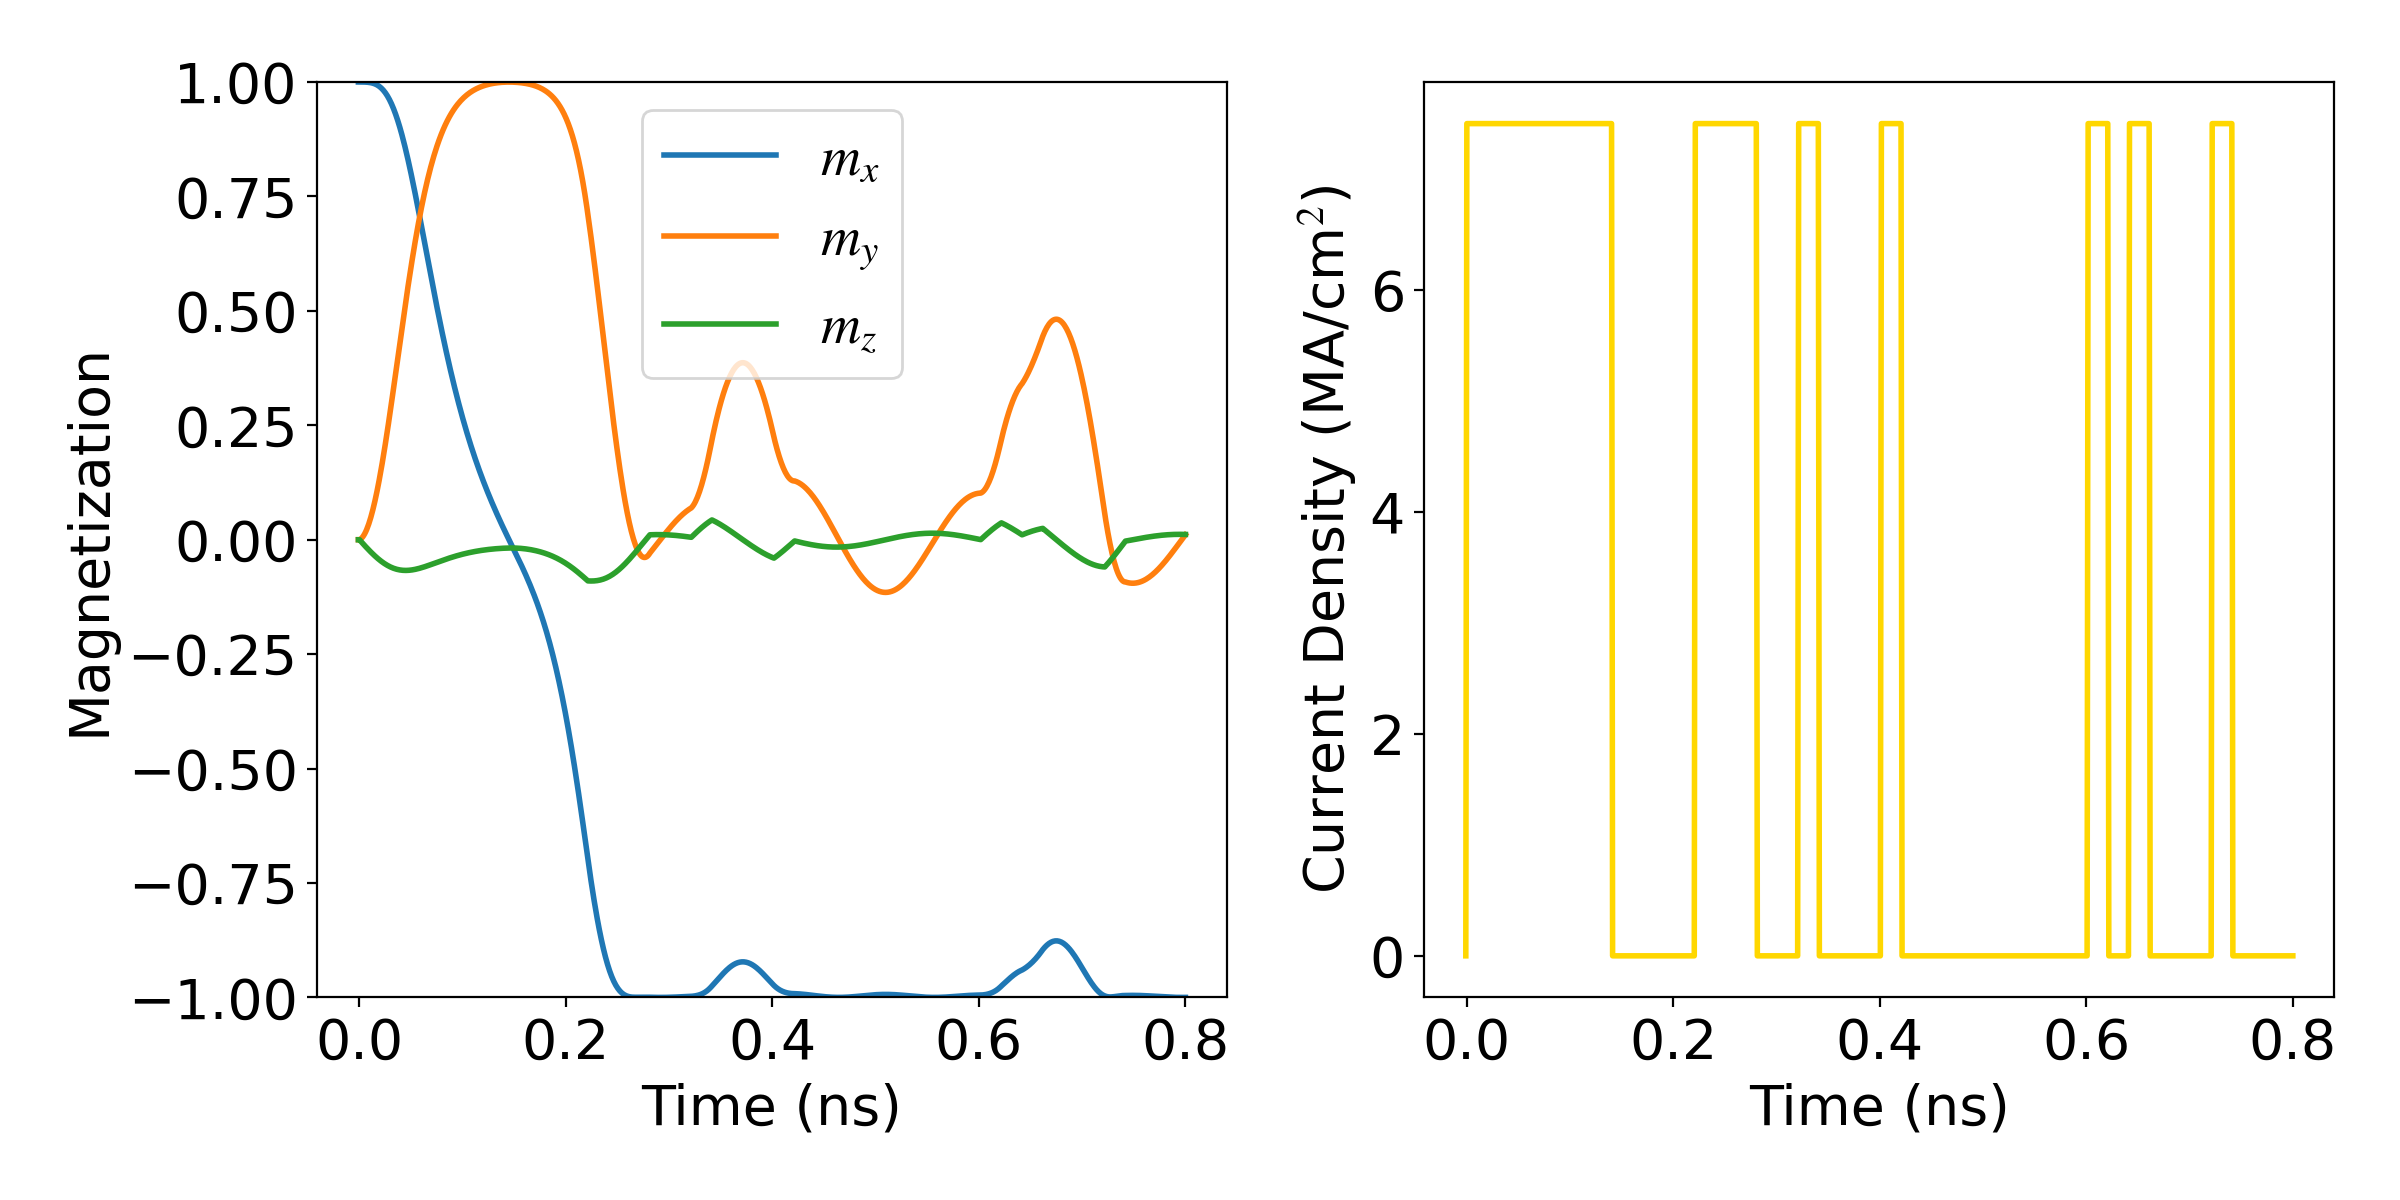 1.00
0.75
0.50
0.25
0.00
−0.25
−0.50
−0.75
−1.00
Magnetization
0.0 0.2 0.4 0.6 0.8
Time (ns)
m_x
m_y
m_z
6
4
2
0
Current Density (MA/cm²)
0.0 0.2 0.4 0.6 0.8
Time (ns)